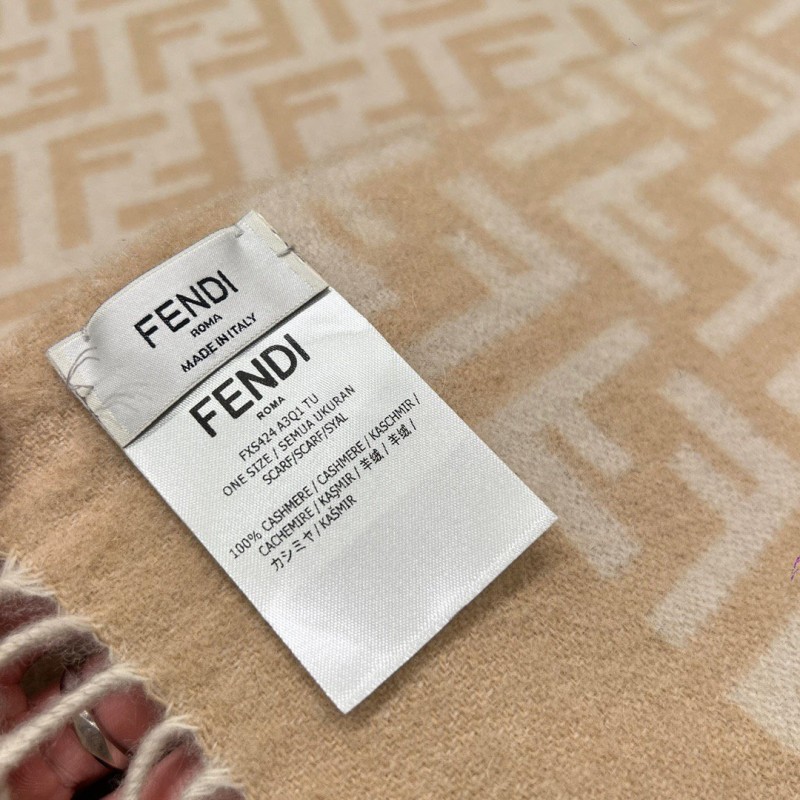 FENDI
ROMA
MADE IN ITALY
FENDI
ROMA
FXS424 A3Q1 TU
ONE SIZE / SEMUA UKURAN
SCARF/SCARF/SYAL
100% CASHMERE / CASHMERE / KASCHMIR /
CACHEMIRE / KAŞMIR / 羊绒 / 羊絨 /
カシミヤ / KAŠMIR